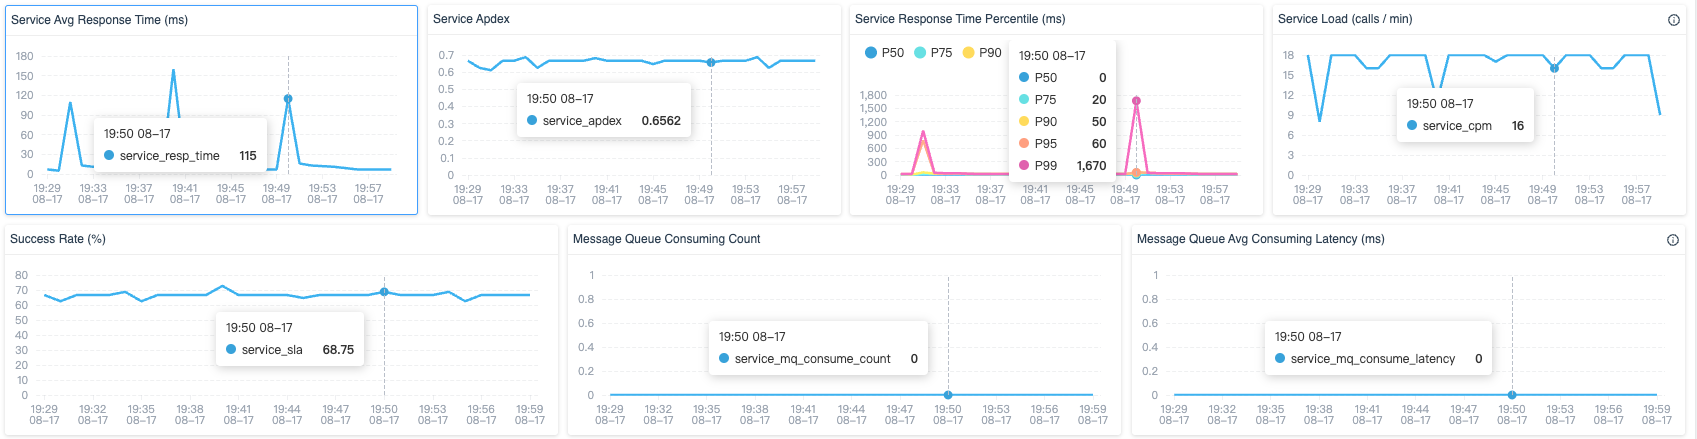 Service Avg Response Time (ms)
180
150
120
90
60
30
0
19:50 08–17
service_resp_time 115
19:29 19:33 19:37 19:41 19:45 19:49 19:53 19:57
08–17 08–17 08–17 08–17 08–17 08–17 08–17 08–17
Service Apdex
0.7
0.6
0.5
0.4
0.3
0.2
0.1
0
19:50 08–17
service_apdex 0.6562
19:29 19:33 19:37 19:41 19:45 19:49 19:53 19:57
08–17 08–17 08–17 08–17 08–17 08–17 08–17 08–17
Service Response Time Percentile (ms)
P50 P75 P90
1,800
1,500
1,200
900
600
300
0
19:50 08–17
P50 0
P75 20
P90 50
P95 60
P99 1,670
19:29 19:33 19:37 19:41 19:45 19:49 19:53 19:57
08–17 08–17 08–17 08–17 08–17 08–17 08–17 08–17
Service Load (calls / min)
18
15
12
9
6
3
0
19:50 08–17
service_cpm 16
19:29 19:33 19:37 19:41 19:45 19:49 19:53 19:57
08–17 08–17 08–17 08–17 08–17 08–17 08–17 08–17
Success Rate (%)
80
70
60
50
40
30
20
10
0
19:50 08–17
service_sla 68.75
19:29 19:32 19:35 19:38 19:41 19:44 19:47 19:50 19:53 19:56 19:59
08–17 08–17 08–17 08–17 08–17 08–17 08–17 08–17 08–17 08–17 08–17
Message Queue Consuming Count
1
0.8
0.6
0.4
0.2
0
19:50 08–17
service_mq_consume_count 0
19:29 19:32 19:35 19:38 19:41 19:44 19:47 19:50 19:53 19:56 19:59
08–17 08–17 08–17 08–17 08–17 08–17 08–17 08–17 08–17 08–17 08–17
Message Queue Avg Consuming Latency (ms)
1
0.8
0.6
0.4
0.2
0
19:50 08–17
service_mq_consume_latency 0
19:29 19:32 19:35 19:38 19:41 19:44 19:47 19:50 19:53 19:56 19:59
08–17 08–17 08–17 08–17 08–17 08–17 08–17 08–17 08–17 08–17 08–17